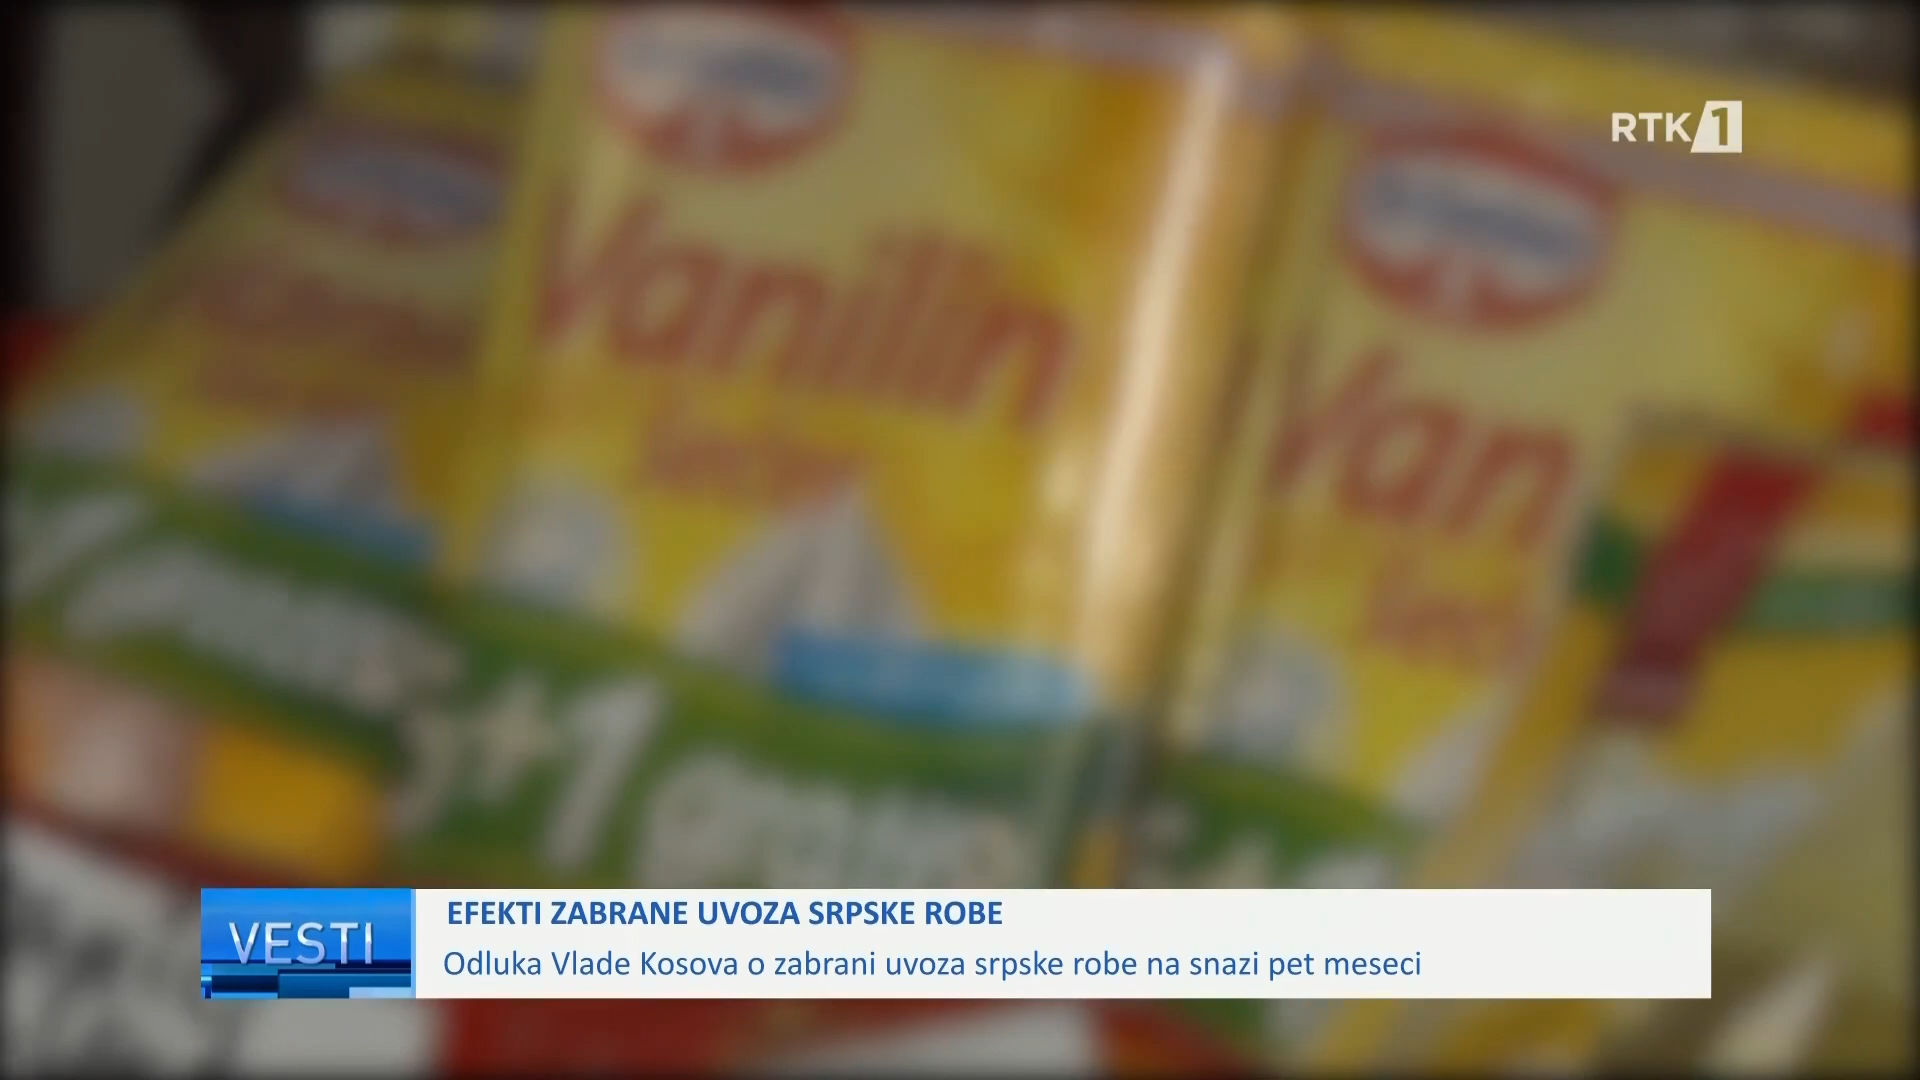 RTK 1
Vanilin
Van
+1
VESTI
EFEKTI ZABRANE UVOZA SRPSKE ROBE
Odluka Vlade Kosova o zabrani uvoza srpske robe na snazi pet meseci